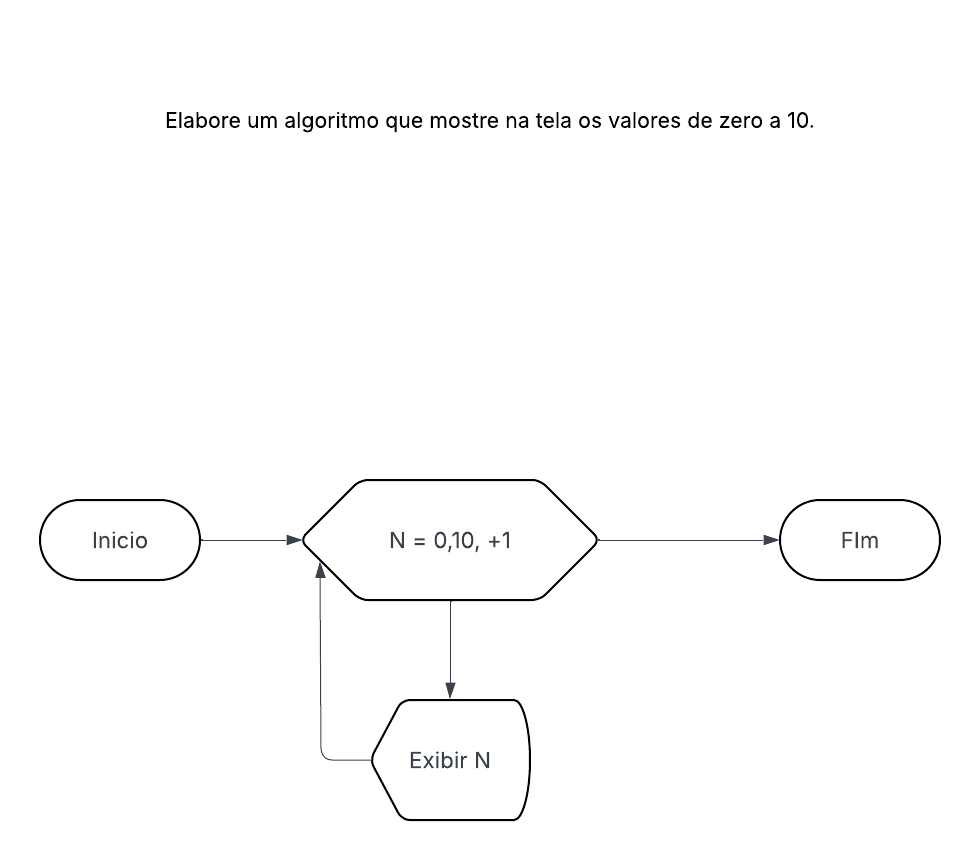 Elabore um algoritmo que mostre na tela os valores de zero a 10.
Inicio
N = 0,10, +1
FIm
Exibir N